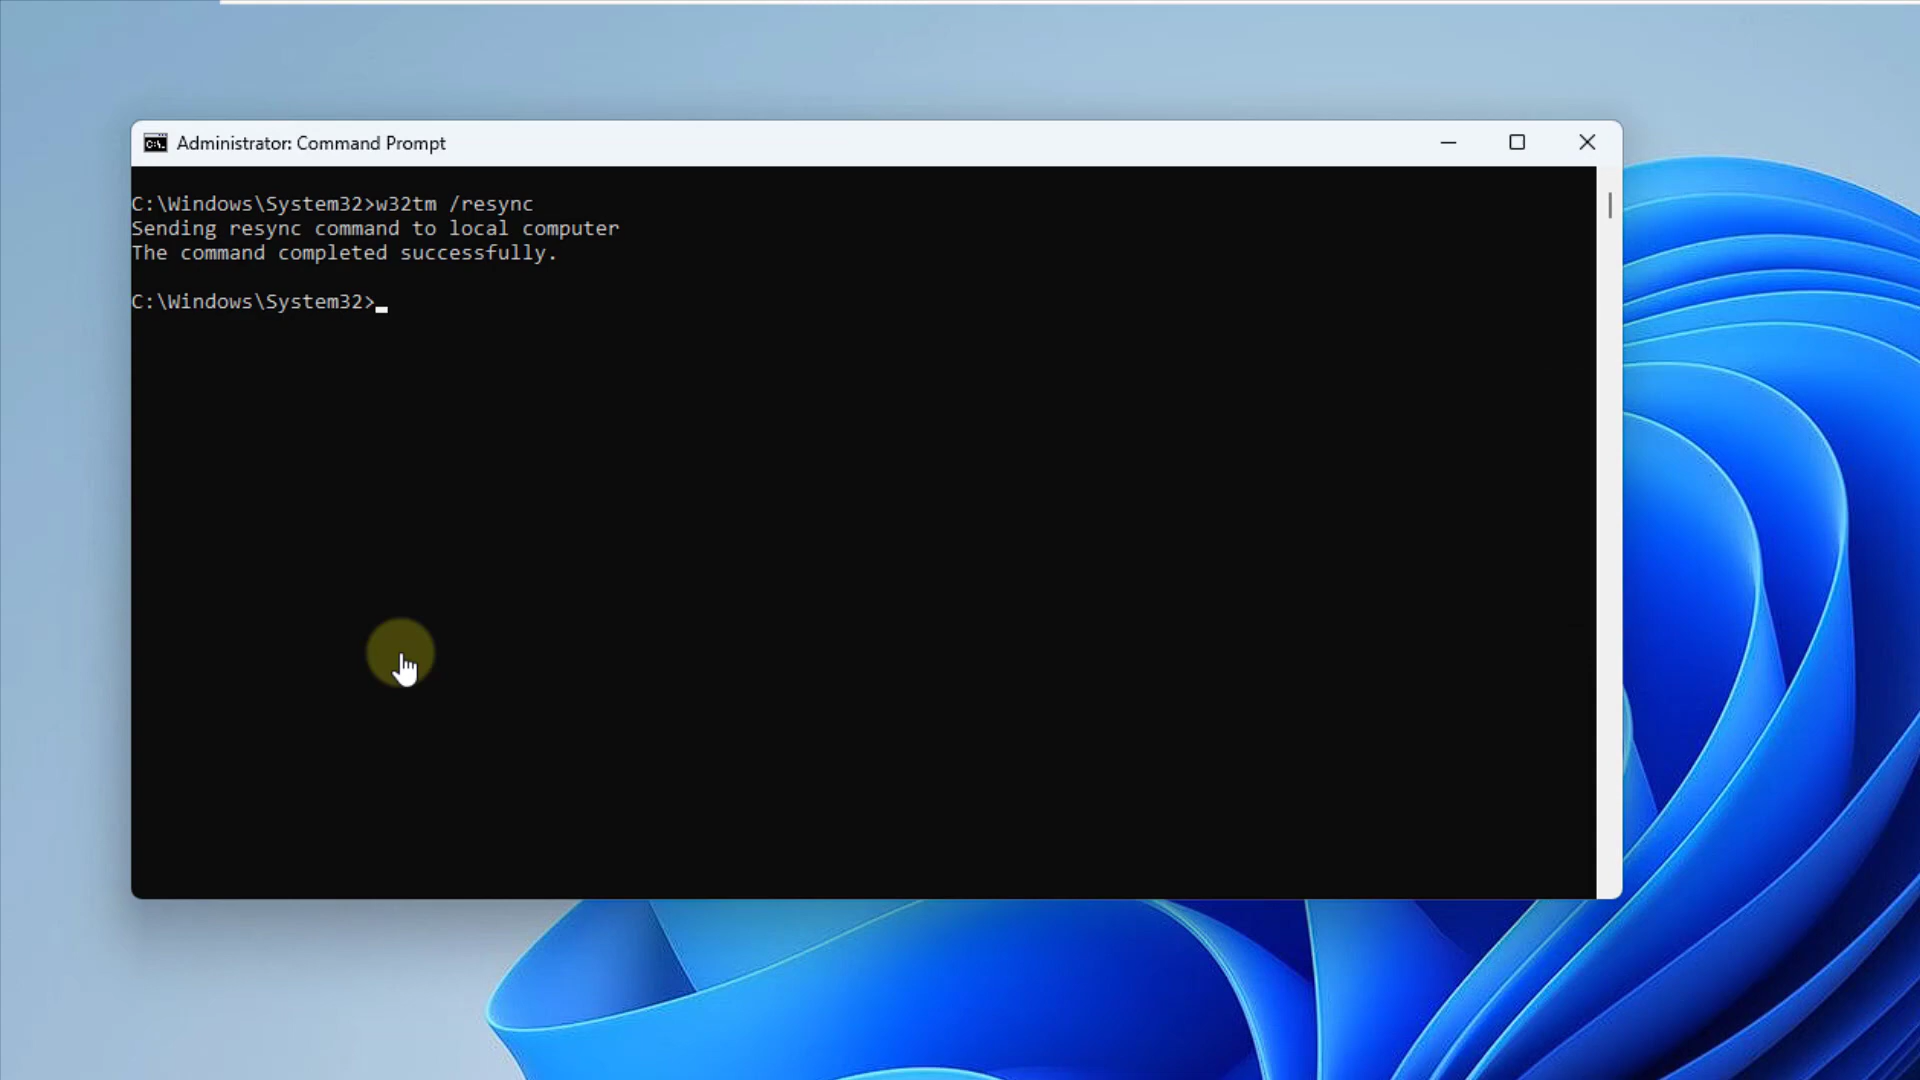 Administrator: Command Prompt
C:\Windows\System32>w32tm /resync
Sending resync command to local computer
The command completed successfully.
C:\Windows\System32>